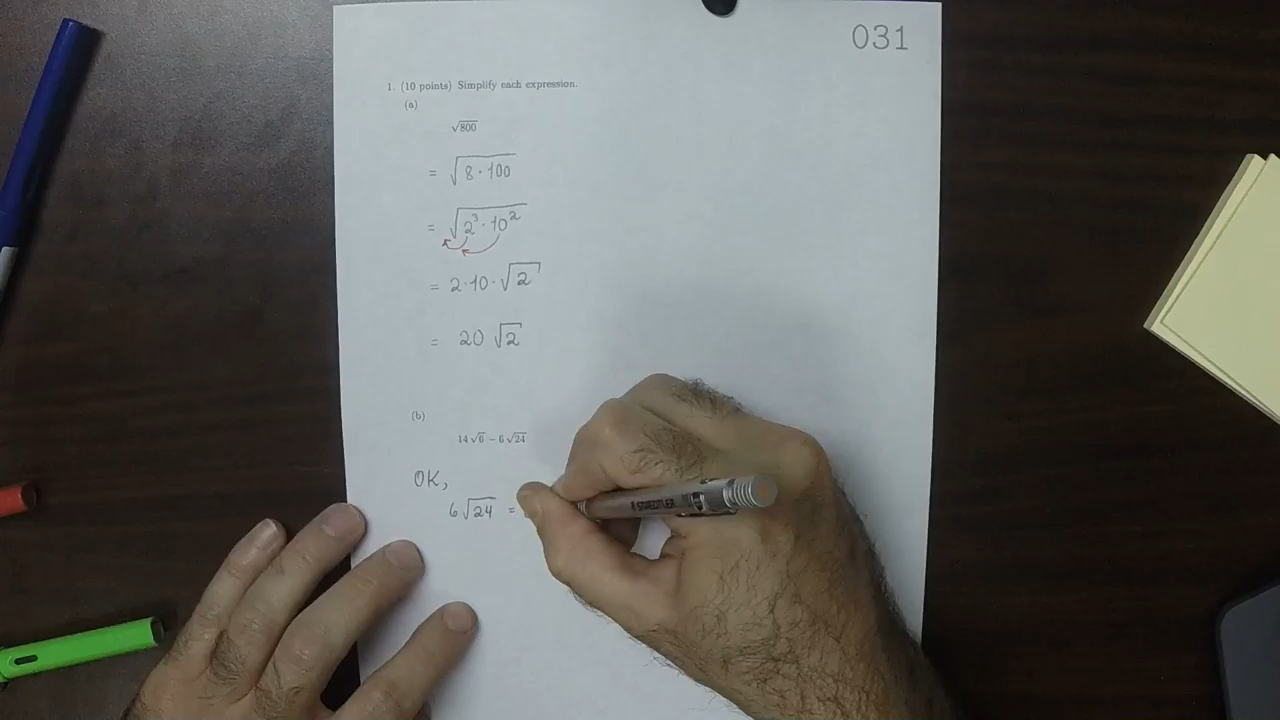 031
1. (10 points) Simplify each expression.
(a)
√800
= √8·100
= √2³·10²
= 2·10·√2
= 20 √2
(b)
14√6 − 6√24
OK,
6√24 =
STAEDTLER